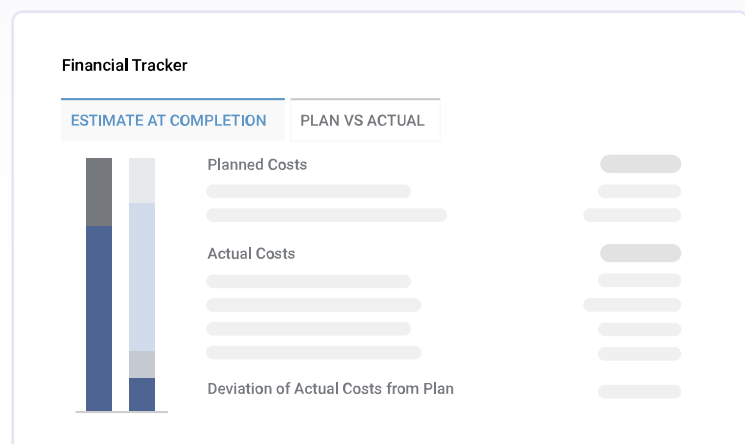 Financial Tracker
ESTIMATE AT COMPLETION
PLAN VS ACTUAL
Planned Costs
Actual Costs
Deviation of Actual Costs from Plan